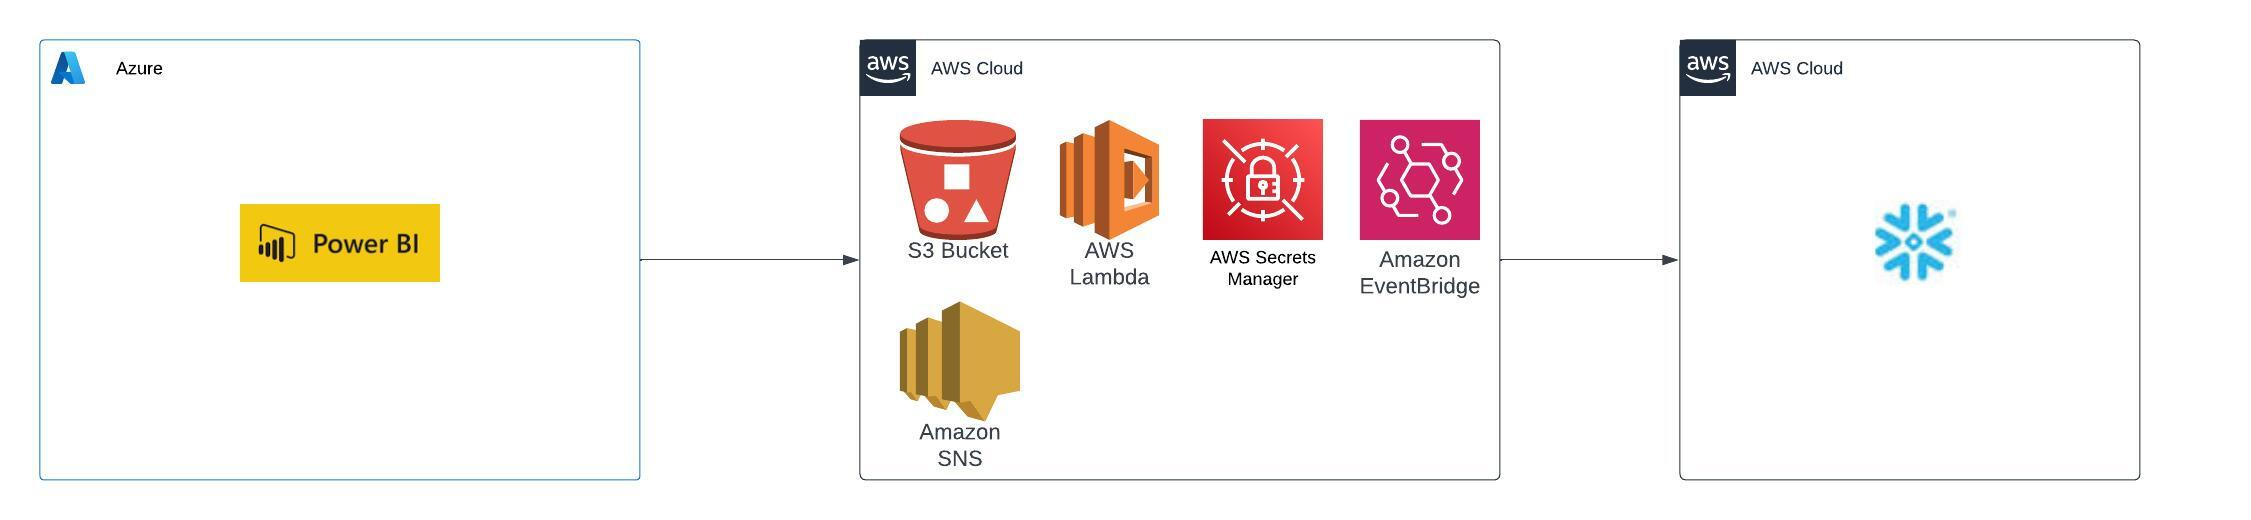 Azure
Power BI
aws
AWS Cloud
S3 Bucket
AWS
Lambda
AWS Secrets
Manager
Amazon
EventBridge
Amazon
SNS
aws
AWS Cloud